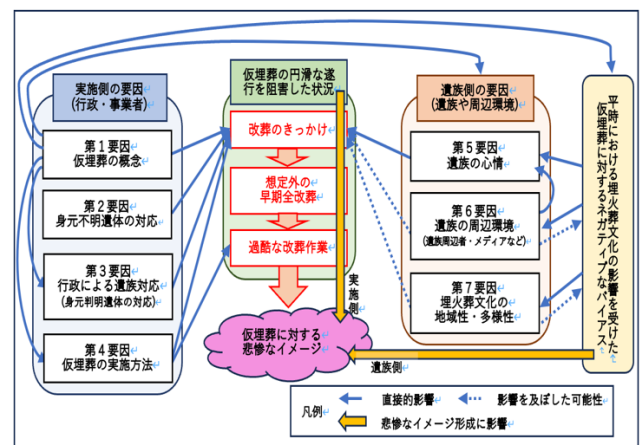 実施側の要因
(行政・事業者)
第1要因
仮埋葬の概念
第2要因
身元不明遺体の対応
第3要因
行政による遺族対応
(身元判明遺体の対応)
第4要因
仮埋葬の実施方法
仮埋葬の円滑な遂
行を阻害した状況
改葬のきっかけ
想定外の
早期全改葬
過酷な改葬作業
実施側
仮埋葬に対する
悲惨なイメージ
遺族側の要因
(遺族や周辺環境)
第5要因
遺族の心情
第6要因
遺族の周辺環境
(遺族周辺者・メディアなど)
第7要因
埋火葬文化の
地域性・多様性
遺族側
平時における埋火葬文化の影響を受けた
仮埋葬に対するネガティブなバイアス
凡例
直接的影響
影響を及ぼした可能性
悲惨なイメージ形成に影響